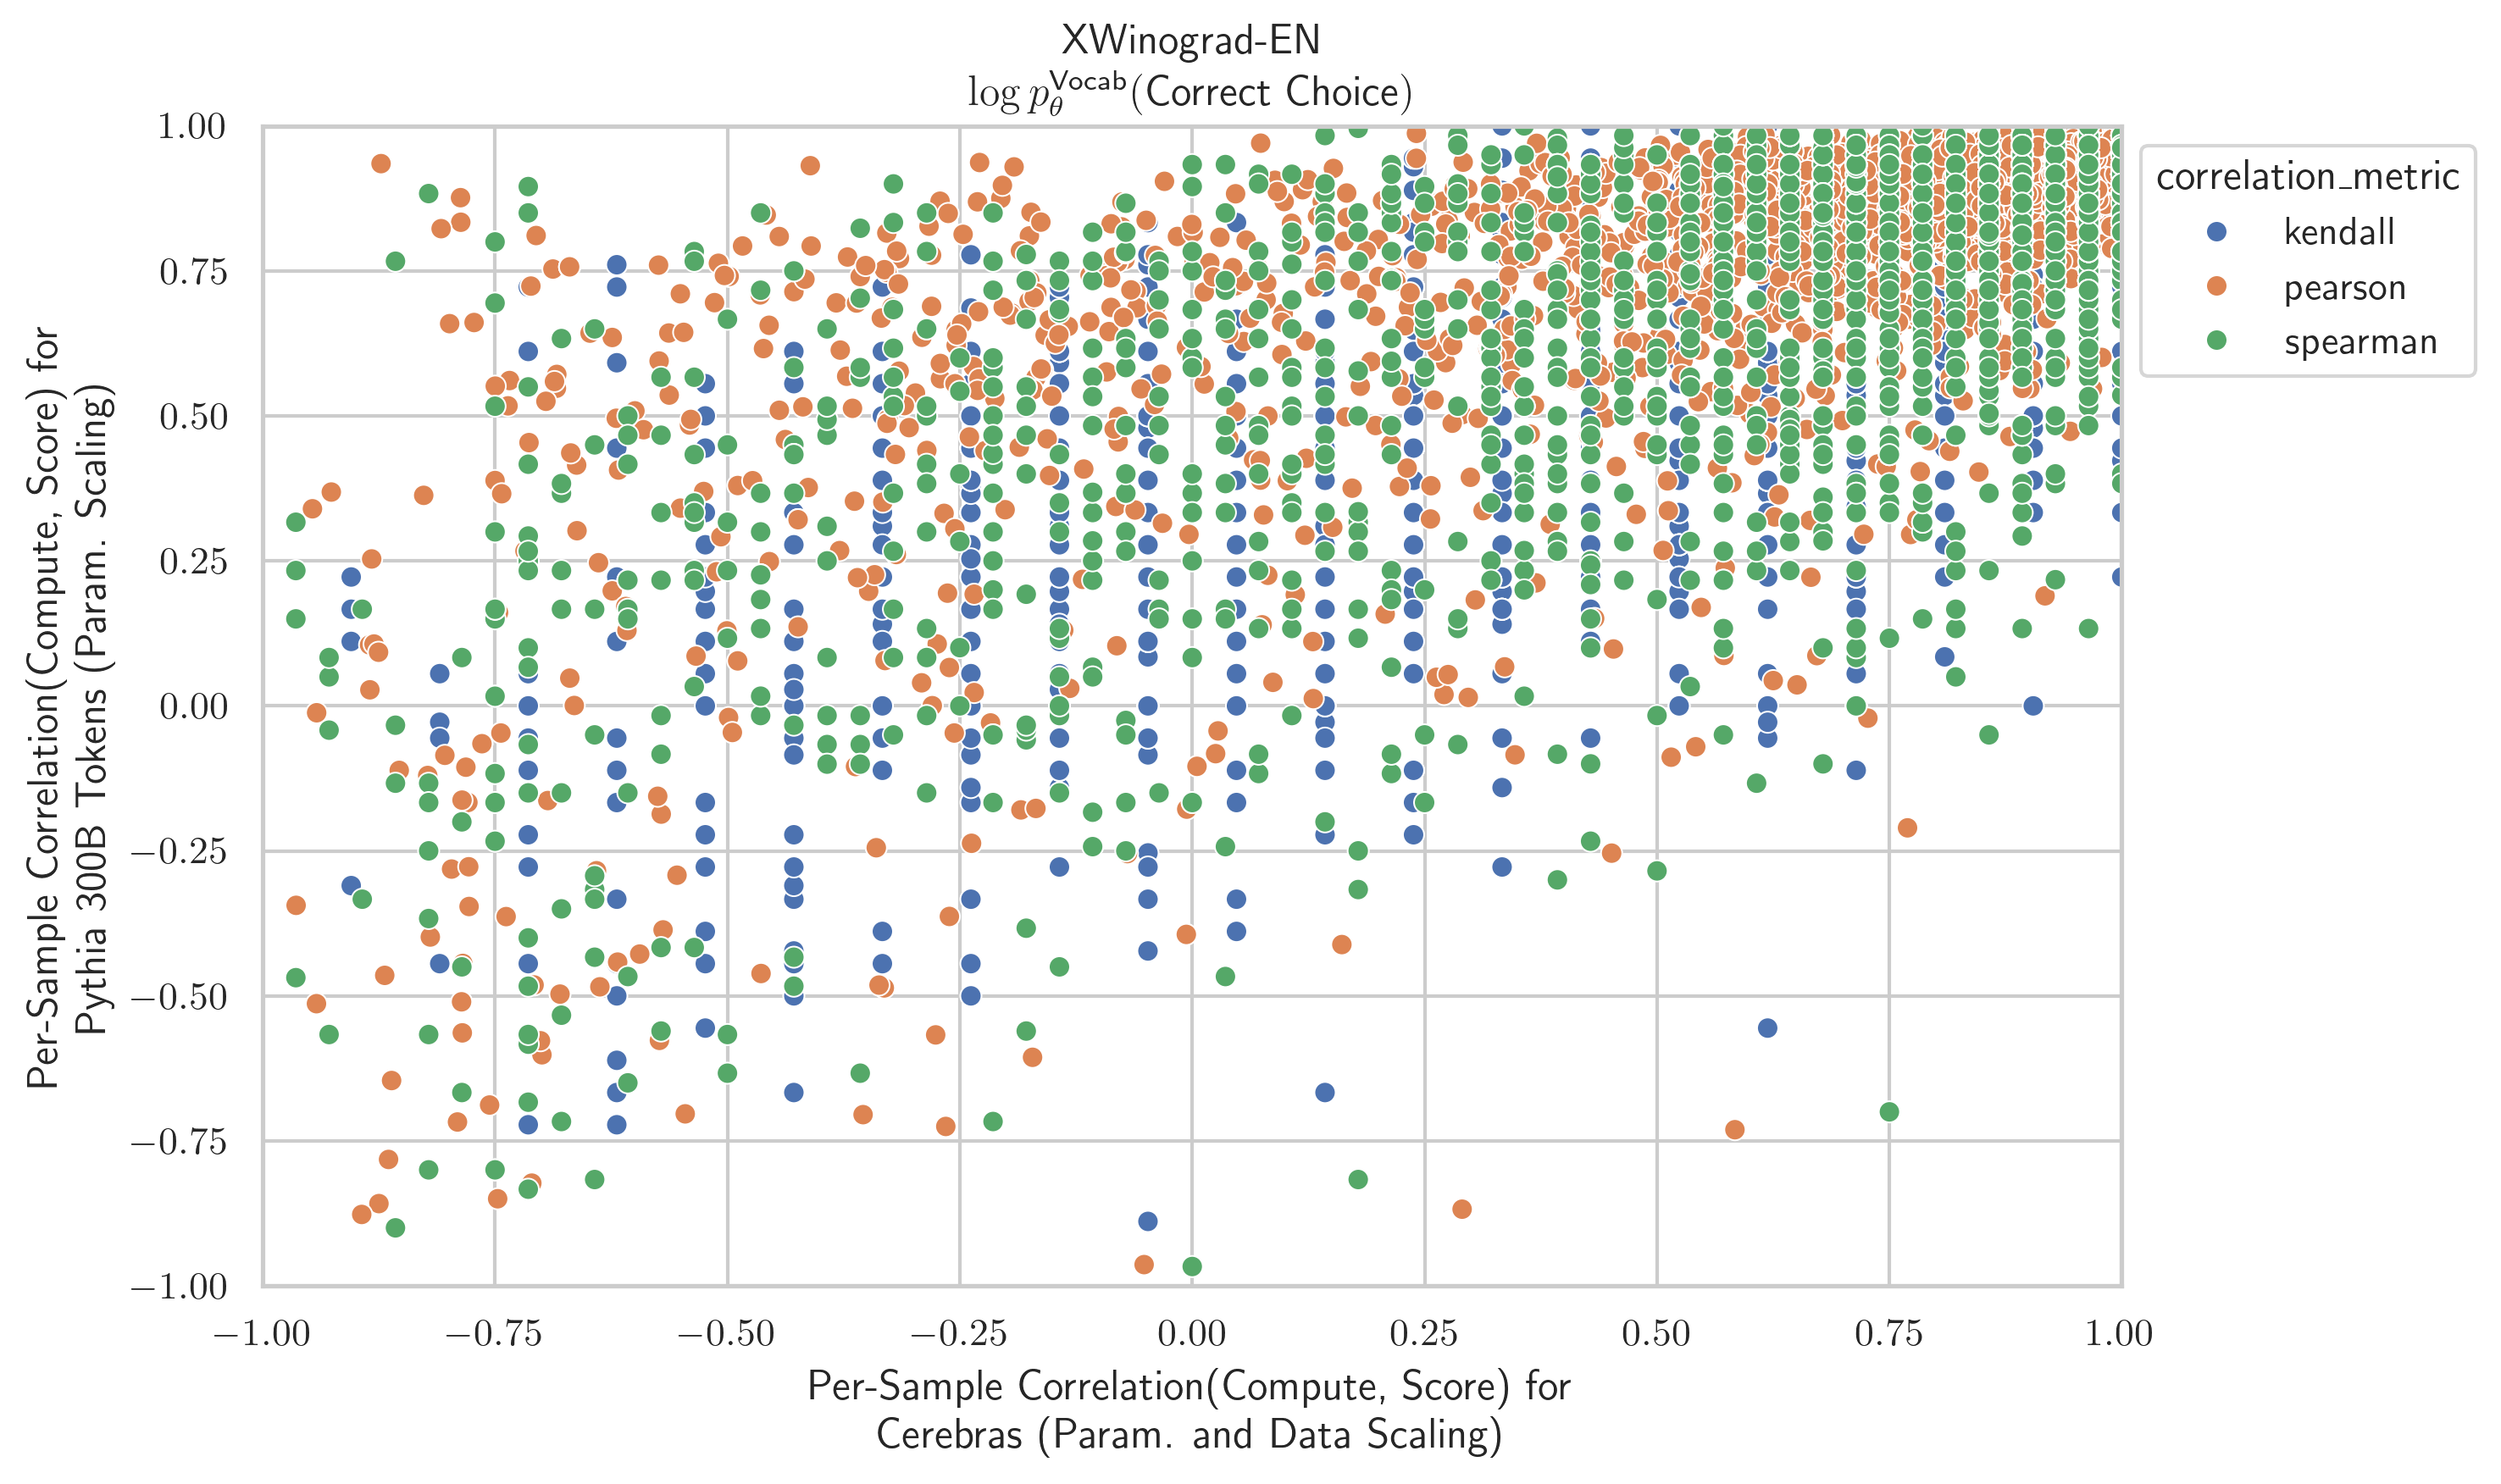 XWinograd-EN
log p_θ^Vocab(Correct Choice)
Per-Sample Correlation(Compute, Score) for
Pythia 300B Tokens (Param. Scaling)
1.00
0.75
0.50
0.25
0.00
−0.25
−0.50
−0.75
−1.00
−1.00 −0.75 −0.50 −0.25 0.00 0.25 0.50 0.75 1.00
Per-Sample Correlation(Compute, Score) for
Cerebras (Param. and Data Scaling)
correlation_metric
kendall
pearson
spearman